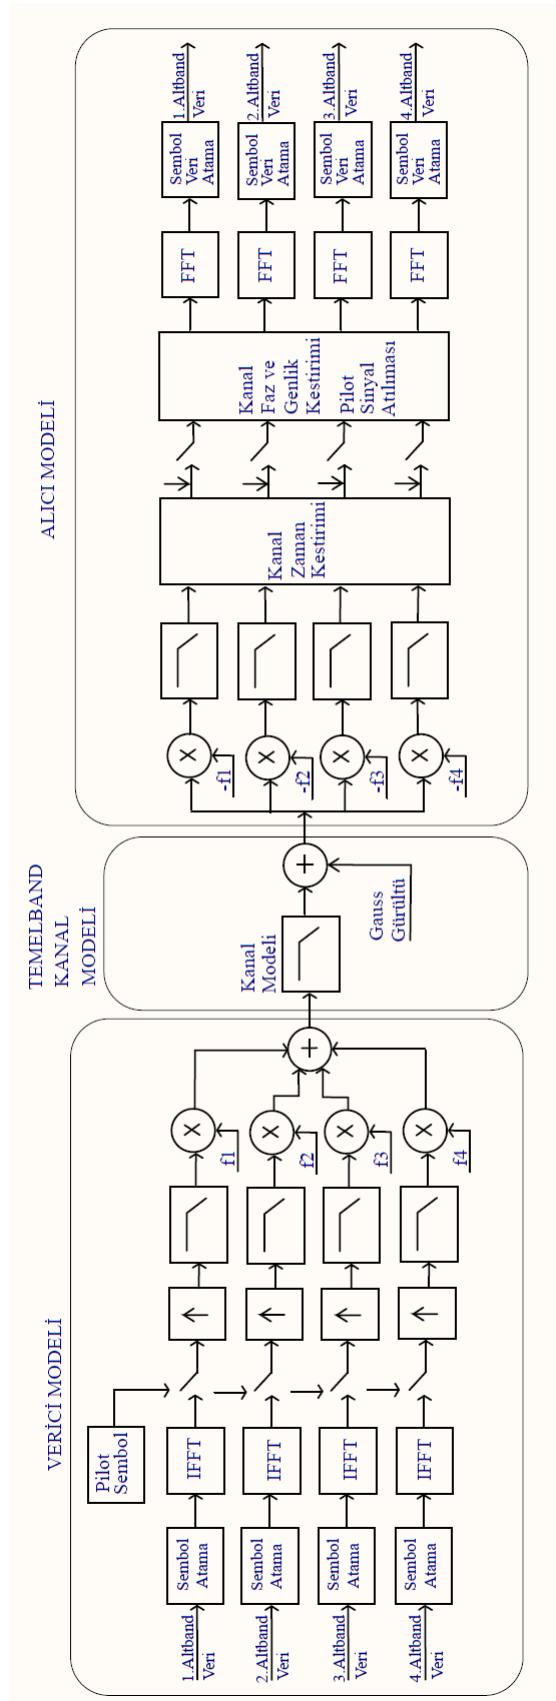 VERİCİ MODELİ
Pilot
Sembol
1.Altband
Veri
Sembol
Atama
IFFT
f1
2.Altband
Veri
Sembol
Atama
IFFT
f2
3.Altband
Veri
Sembol
Atama
IFFT
f3
4.Altband
Veri
Sembol
Atama
IFFT
f4
TEMELBAND
KANAL
MODELİ
Kanal
Modeli
Gauss
Gürültü
ALICI MODELİ
-f1
-f2
-f3
-f4
Kanal
Zaman
Kestirimi
Kanal
Faz ve
Genlik
Kestirimi
Pilot
Sinyal
Atılması
FFT
Sembol
Veri
Atama
1.Altband
Veri
FFT
Sembol
Veri
Atama
2.Altband
Veri
FFT
Sembol
Veri
Atama
3.Altband
Veri
FFT
Sembol
Veri
Atama
4.Altband
Veri